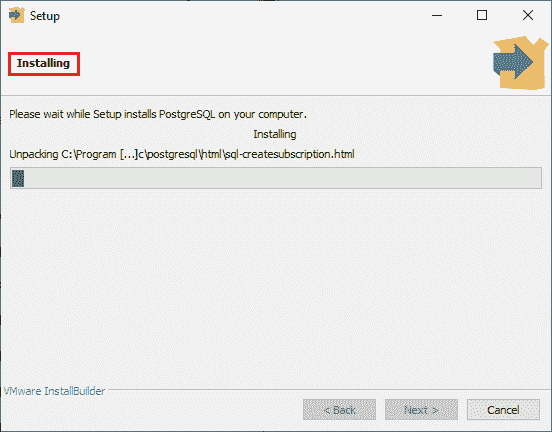 Setup
Installing
Please wait while Setup installs PostgreSQL on your computer.
Installing
Unpacking C:\Program [...]c\postgresql\html\sql-createsubscription.html
VMware InstallBuilder
< Back
Next >
Cancel